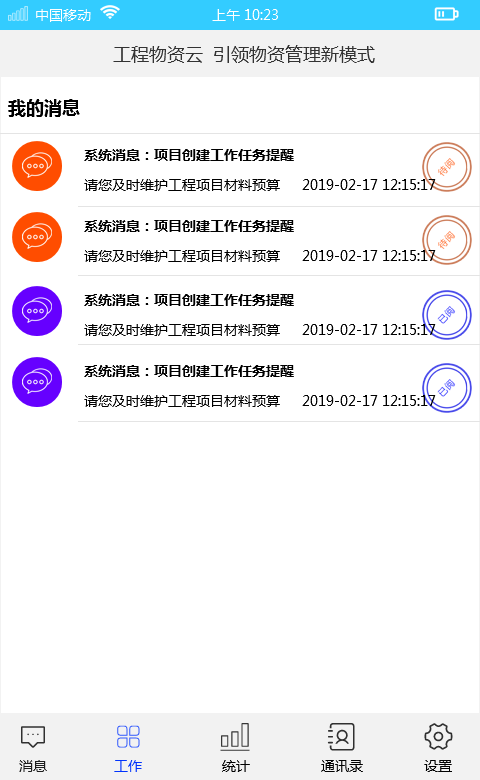 中国移动 上午 10:23
工程物资云 引领物资管理新模式
我的消息
系统消息：项目创建工作任务提醒
请您及时维护工程项目材料预算 2019-02-17 12:15:17
待阅
系统消息：项目创建工作任务提醒
请您及时维护工程项目材料预算 2019-02-17 12:15:17
待阅
系统消息：项目创建工作任务提醒
请您及时维护工程项目材料预算 2019-02-17 12:15:17
已阅
系统消息：项目创建工作任务提醒
请您及时维护工程项目材料预算 2019-02-17 12:15:17
已阅
消息 工作 统计 通讯录 设置